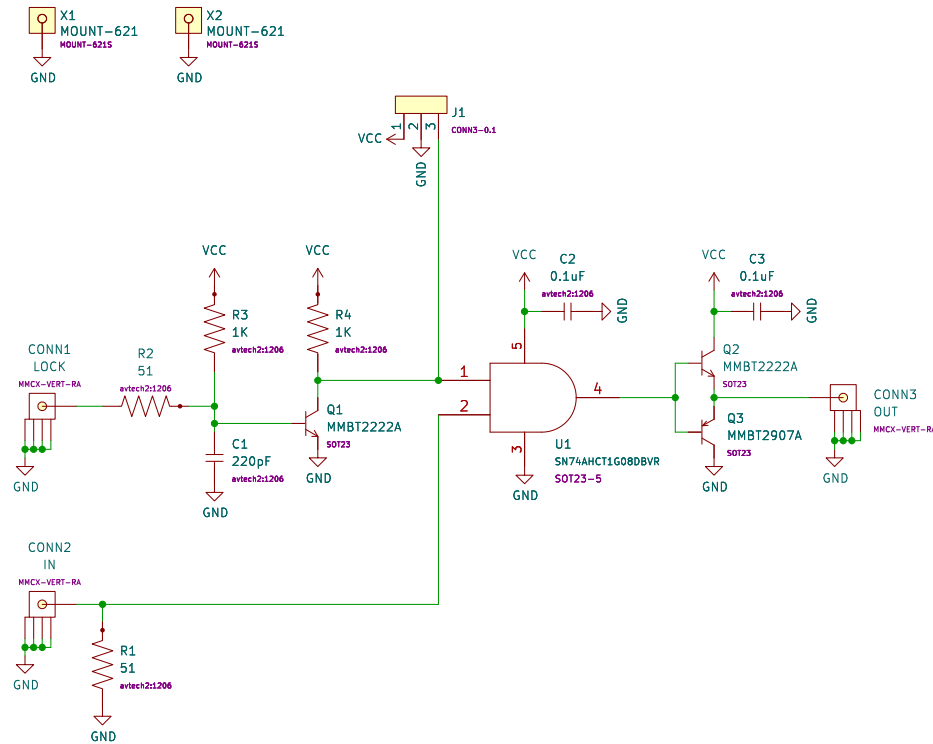 X1
MOUNT-621
MOUNT-621S
GND
X2
MOUNT-621
MOUNT-621S
GND
J1
CONN3-0.1
1
2
3
VCC
GND
VCC
R3
1K
avtech2:1206
VCC
R4
1K
avtech2:1206
CONN1
LOCK
MMCX-VERT-RA
GND
R2
51
avtech2:1206
C1
220pF
avtech2:1206
GND
Q1
MMBT2222A
SOT23
GND
VCC
C2
0.1uF
avtech2:1206
GND
5
1
2
4
3
U1
SN74AHCT1G08DBVR
SOT23-5
GND
VCC
C3
0.1uF
avtech2:1206
GND
Q2
MMBT2222A
SOT23
Q3
MMBT2907A
SOT23
GND
CONN3
OUT
MMCX-VERT-RA
GND
CONN2
IN
MMCX-VERT-RA
GND
R1
51
avtech2:1206
GND